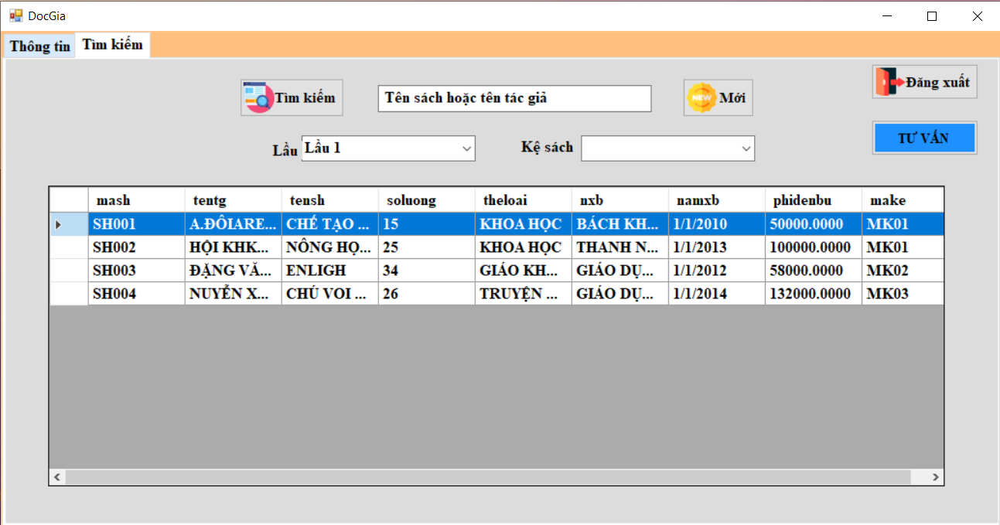 DocGia
Thông tin Tìm kiếm
Tìm kiếm Tên sách hoặc tên tác giả NEW Mới Đăng xuất
Lầu Lầu 1 Kệ sách TƯ VẤN
mash tentg tensh soluong theloai nxb namxb phidenbu make
SH001 A.ĐÔIARE... CHẾ TẠO ... 15 KHOA HỌC BÁCH KH... 1/1/2010 50000.0000 MK01
SH002 HỘI KHK... NÔNG HỌ... 25 KHOA HỌC THANH N... 1/1/2013 100000.0000 MK01
SH003 ĐẶNG VĂ... ENLIGH 34 GIÁO KH... GIÁO DỤ... 1/1/2012 58000.0000 MK02
SH004 NUYỄN X... CHÚ VOI ... 26 TRUYỆN ... GIÁO DỤ... 1/1/2014 132000.0000 MK03